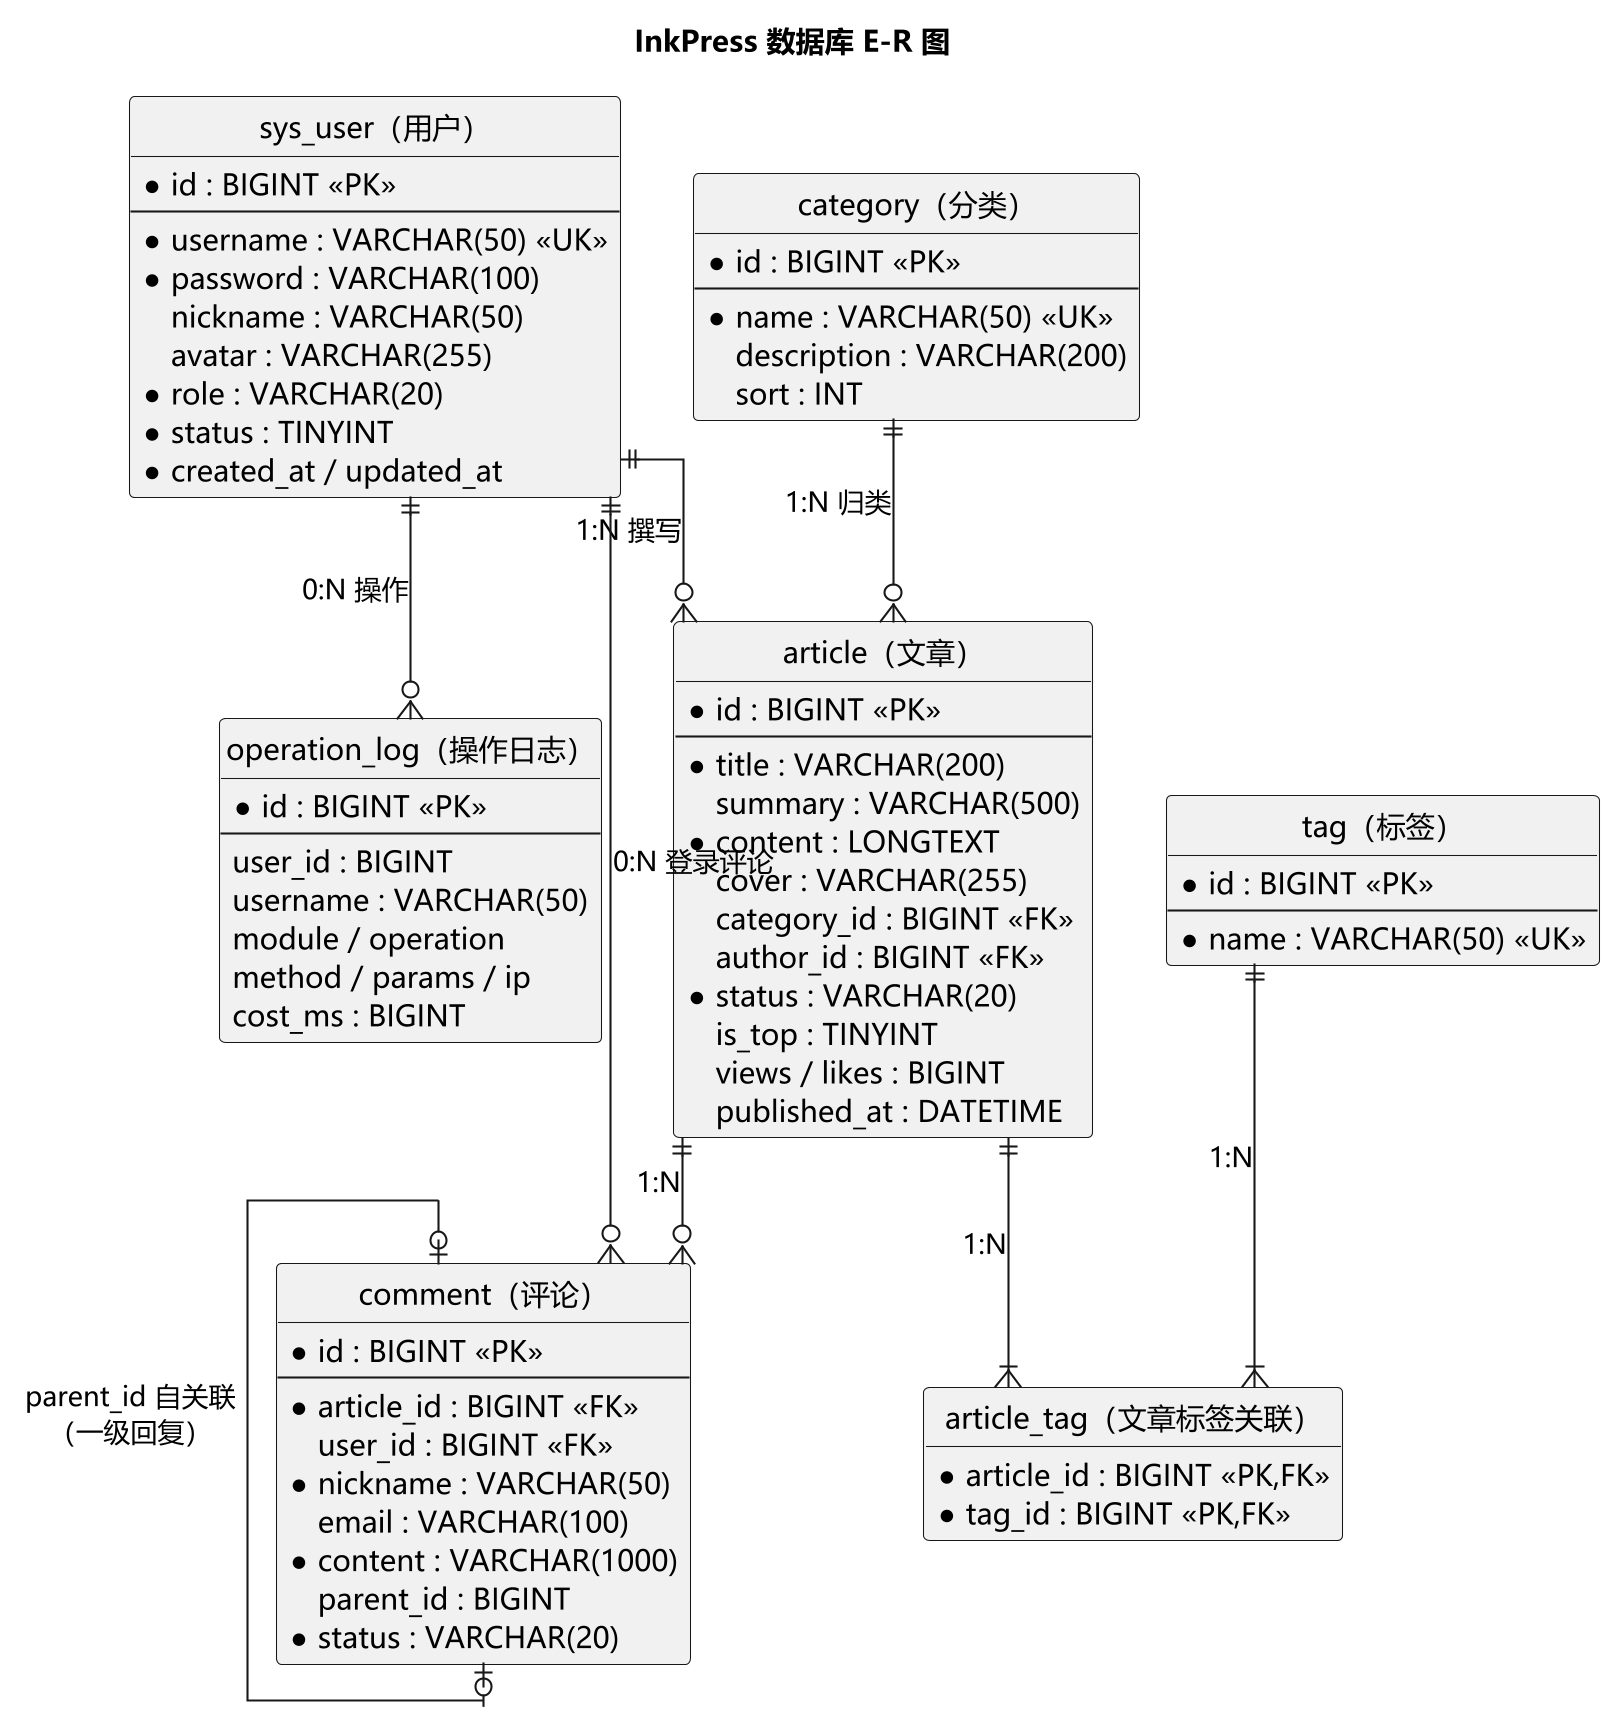 InkPress 数据库 E-R 图
sys_user（用户）
● id : BIGINT «PK»
● username : VARCHAR(50) «UK»
● password : VARCHAR(100)
nickname : VARCHAR(50)
avatar : VARCHAR(255)
● role : VARCHAR(20)
● status : TINYINT
● created_at / updated_at
category（分类）
● id : BIGINT «PK»
● name : VARCHAR(50) «UK»
description : VARCHAR(200)
sort : INT
1:N 撰写
1:N 归类
0:N 操作
operation_log（操作日志）
● id : BIGINT «PK»
user_id : BIGINT
username : VARCHAR(50)
module / operation
method / params / ip
cost_ms : BIGINT
0:N 登录评论
article（文章）
● id : BIGINT «PK»
● title : VARCHAR(200)
summary : VARCHAR(500)
● content : LONGTEXT
cover : VARCHAR(255)
category_id : BIGINT «FK»
author_id : BIGINT «FK»
● status : VARCHAR(20)
is_top : TINYINT
views / likes : BIGINT
published_at : DATETIME
tag（标签）
● id : BIGINT «PK»
● name : VARCHAR(50) «UK»
1:N
1:N
1:N
parent_id 自关联
（一级回复）
comment（评论）
● id : BIGINT «PK»
● article_id : BIGINT «FK»
user_id : BIGINT «FK»
● nickname : VARCHAR(50)
email : VARCHAR(100)
● content : VARCHAR(1000)
parent_id : BIGINT
● status : VARCHAR(20)
article_tag（文章标签关联）
● article_id : BIGINT «PK,FK»
● tag_id : BIGINT «PK,FK»